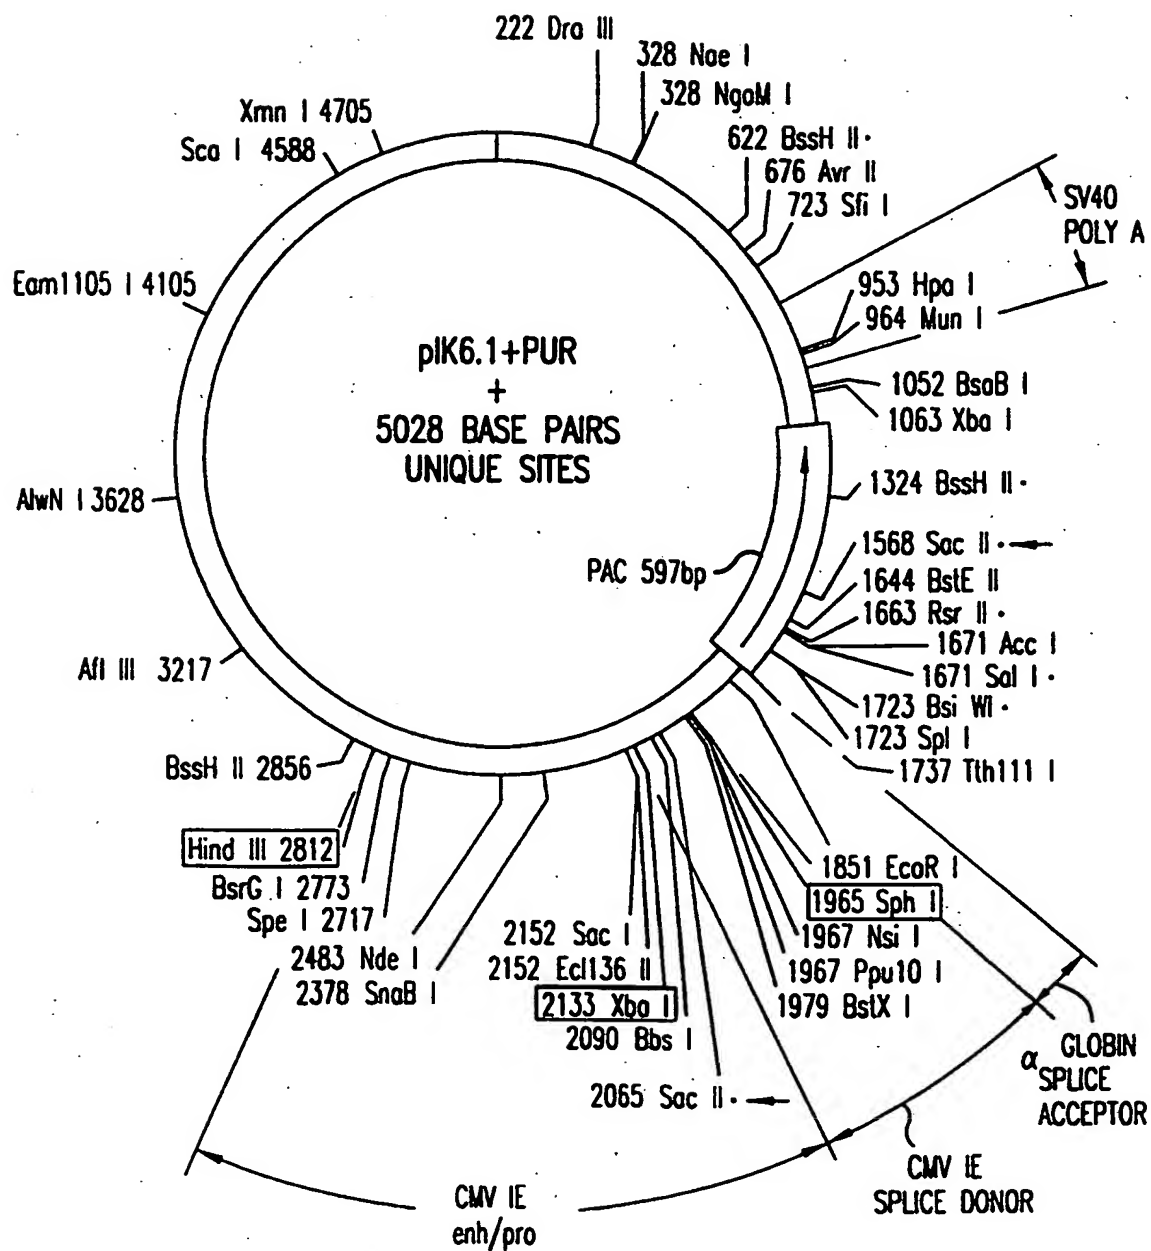 222 Dra III
328 Nae I
328 NgoM I
Xmn I 4705
Sca I 4588
622 BssH II •
676 Avr II
723 Sfi I
SV40
POLY A
Eam1105 I 4105
953 Hpa I
964 Mun I
pIK6.1+PUR
+
5028 BASE PAIRS
UNIQUE SITES
1052 BsaB I
1063 Xba I
AlwN I 3628
1324 BssH II •
1568 Sac II •
PAC 597bp
1644 BstE II
1663 Rsr II •
1671 Acc I
Afl III 3217
1671 Sal I •
1723 Bsi WI •
1723 Spl I
BssH II 2856
1737 Tth111 I
Hind III 2812
1851 EcoR I
BsrG I 2773
1965 Sph I
Spe I 2717
2152 Sac I
1967 Nsi I
2483 Nde I
2152 Ecl136 II
1967 Ppu10 I
2378 SnaB I
2133 Xba I
1979 BstX I
2090 Bbs I
2065 Sac II •
α GLOBIN
SPLICE
ACCEPTOR
CMV IE
SPLICE DONOR
CMV IE
enh/pro